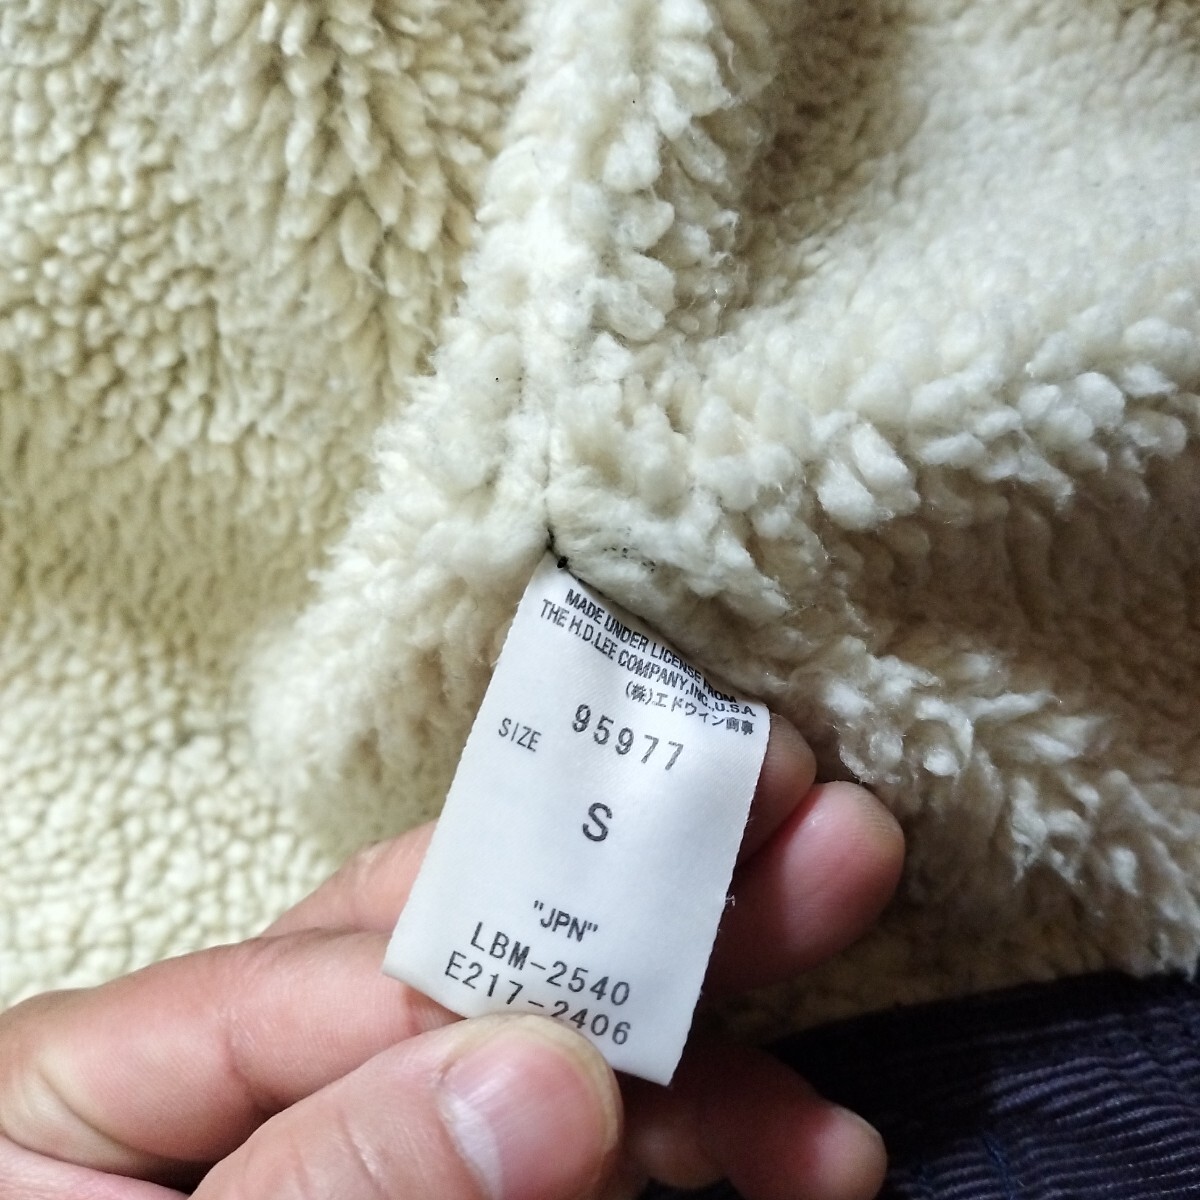 MADE UNDER LICENSE FROM
THE H.D.LEE COMPANY,INC.,U.S.A.
(株)エドウィン商事
95977
SIZE
S
"JPN"
LBM-2540
E217-2406